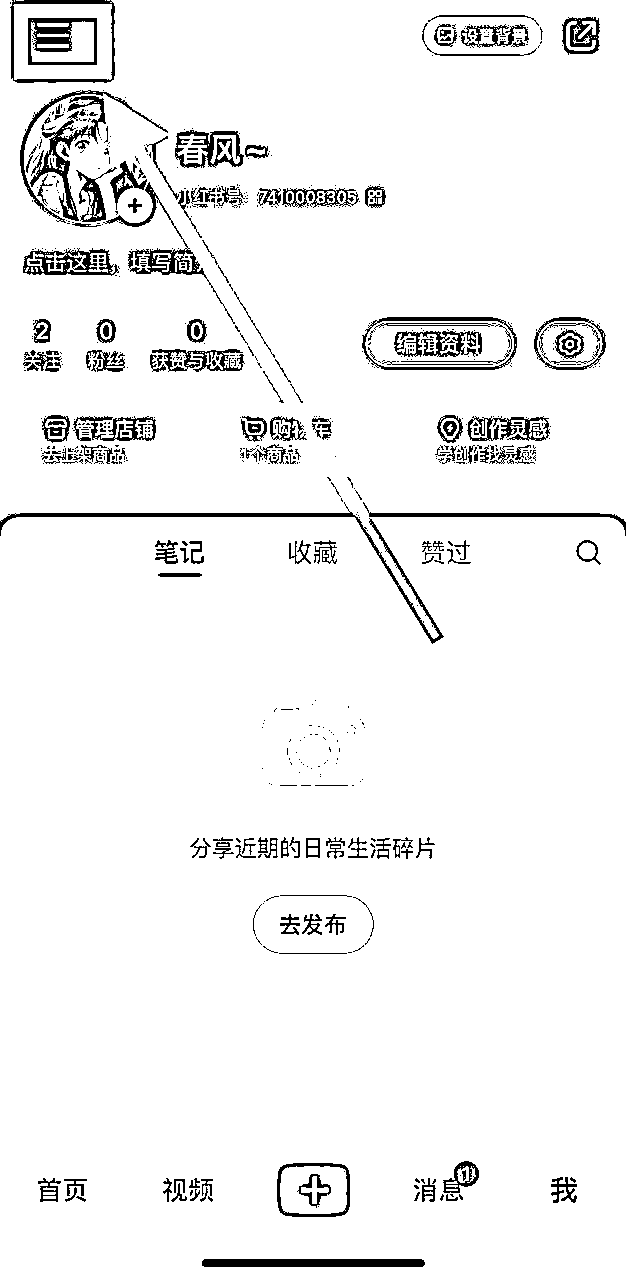 设置背景
春风~
小红书号: 7410008305
点击这里, 填写简
2 0 0
关注 粉丝 获赞与收藏
编辑资料
管理店铺 购物车 创作灵感
去上架商品 1个商品 学创作找灵感
笔记 收藏 赞过
分享近期的日常生活碎片
去发布
首页 视频 消息 1 我